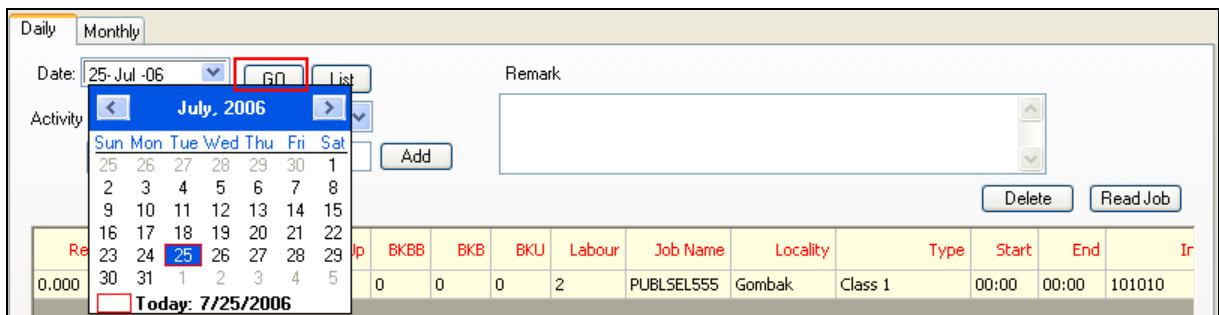 Daily Monthly
Date: 25-Jul-06 GO List Remark
July, 2006
Activity
Sun Mon Tue Wed Thu Fri Sat
25 26 27 28 29 30 1
Add
2 3 4 5 6 7 8
9 10 11 12 13 14 15
Delete Read Job
16 17 18 19 20 21 22
23 24 25 26 27 28 29
Re Up BKBB BKB BKU Labour Job Name Locality Type Start End In
30 31 1 2 3 4 5
0.000 0 0 0 2 PUBLSEL555 Gombak Class 1 00:00 00:00 101010
Today: 7/25/2006